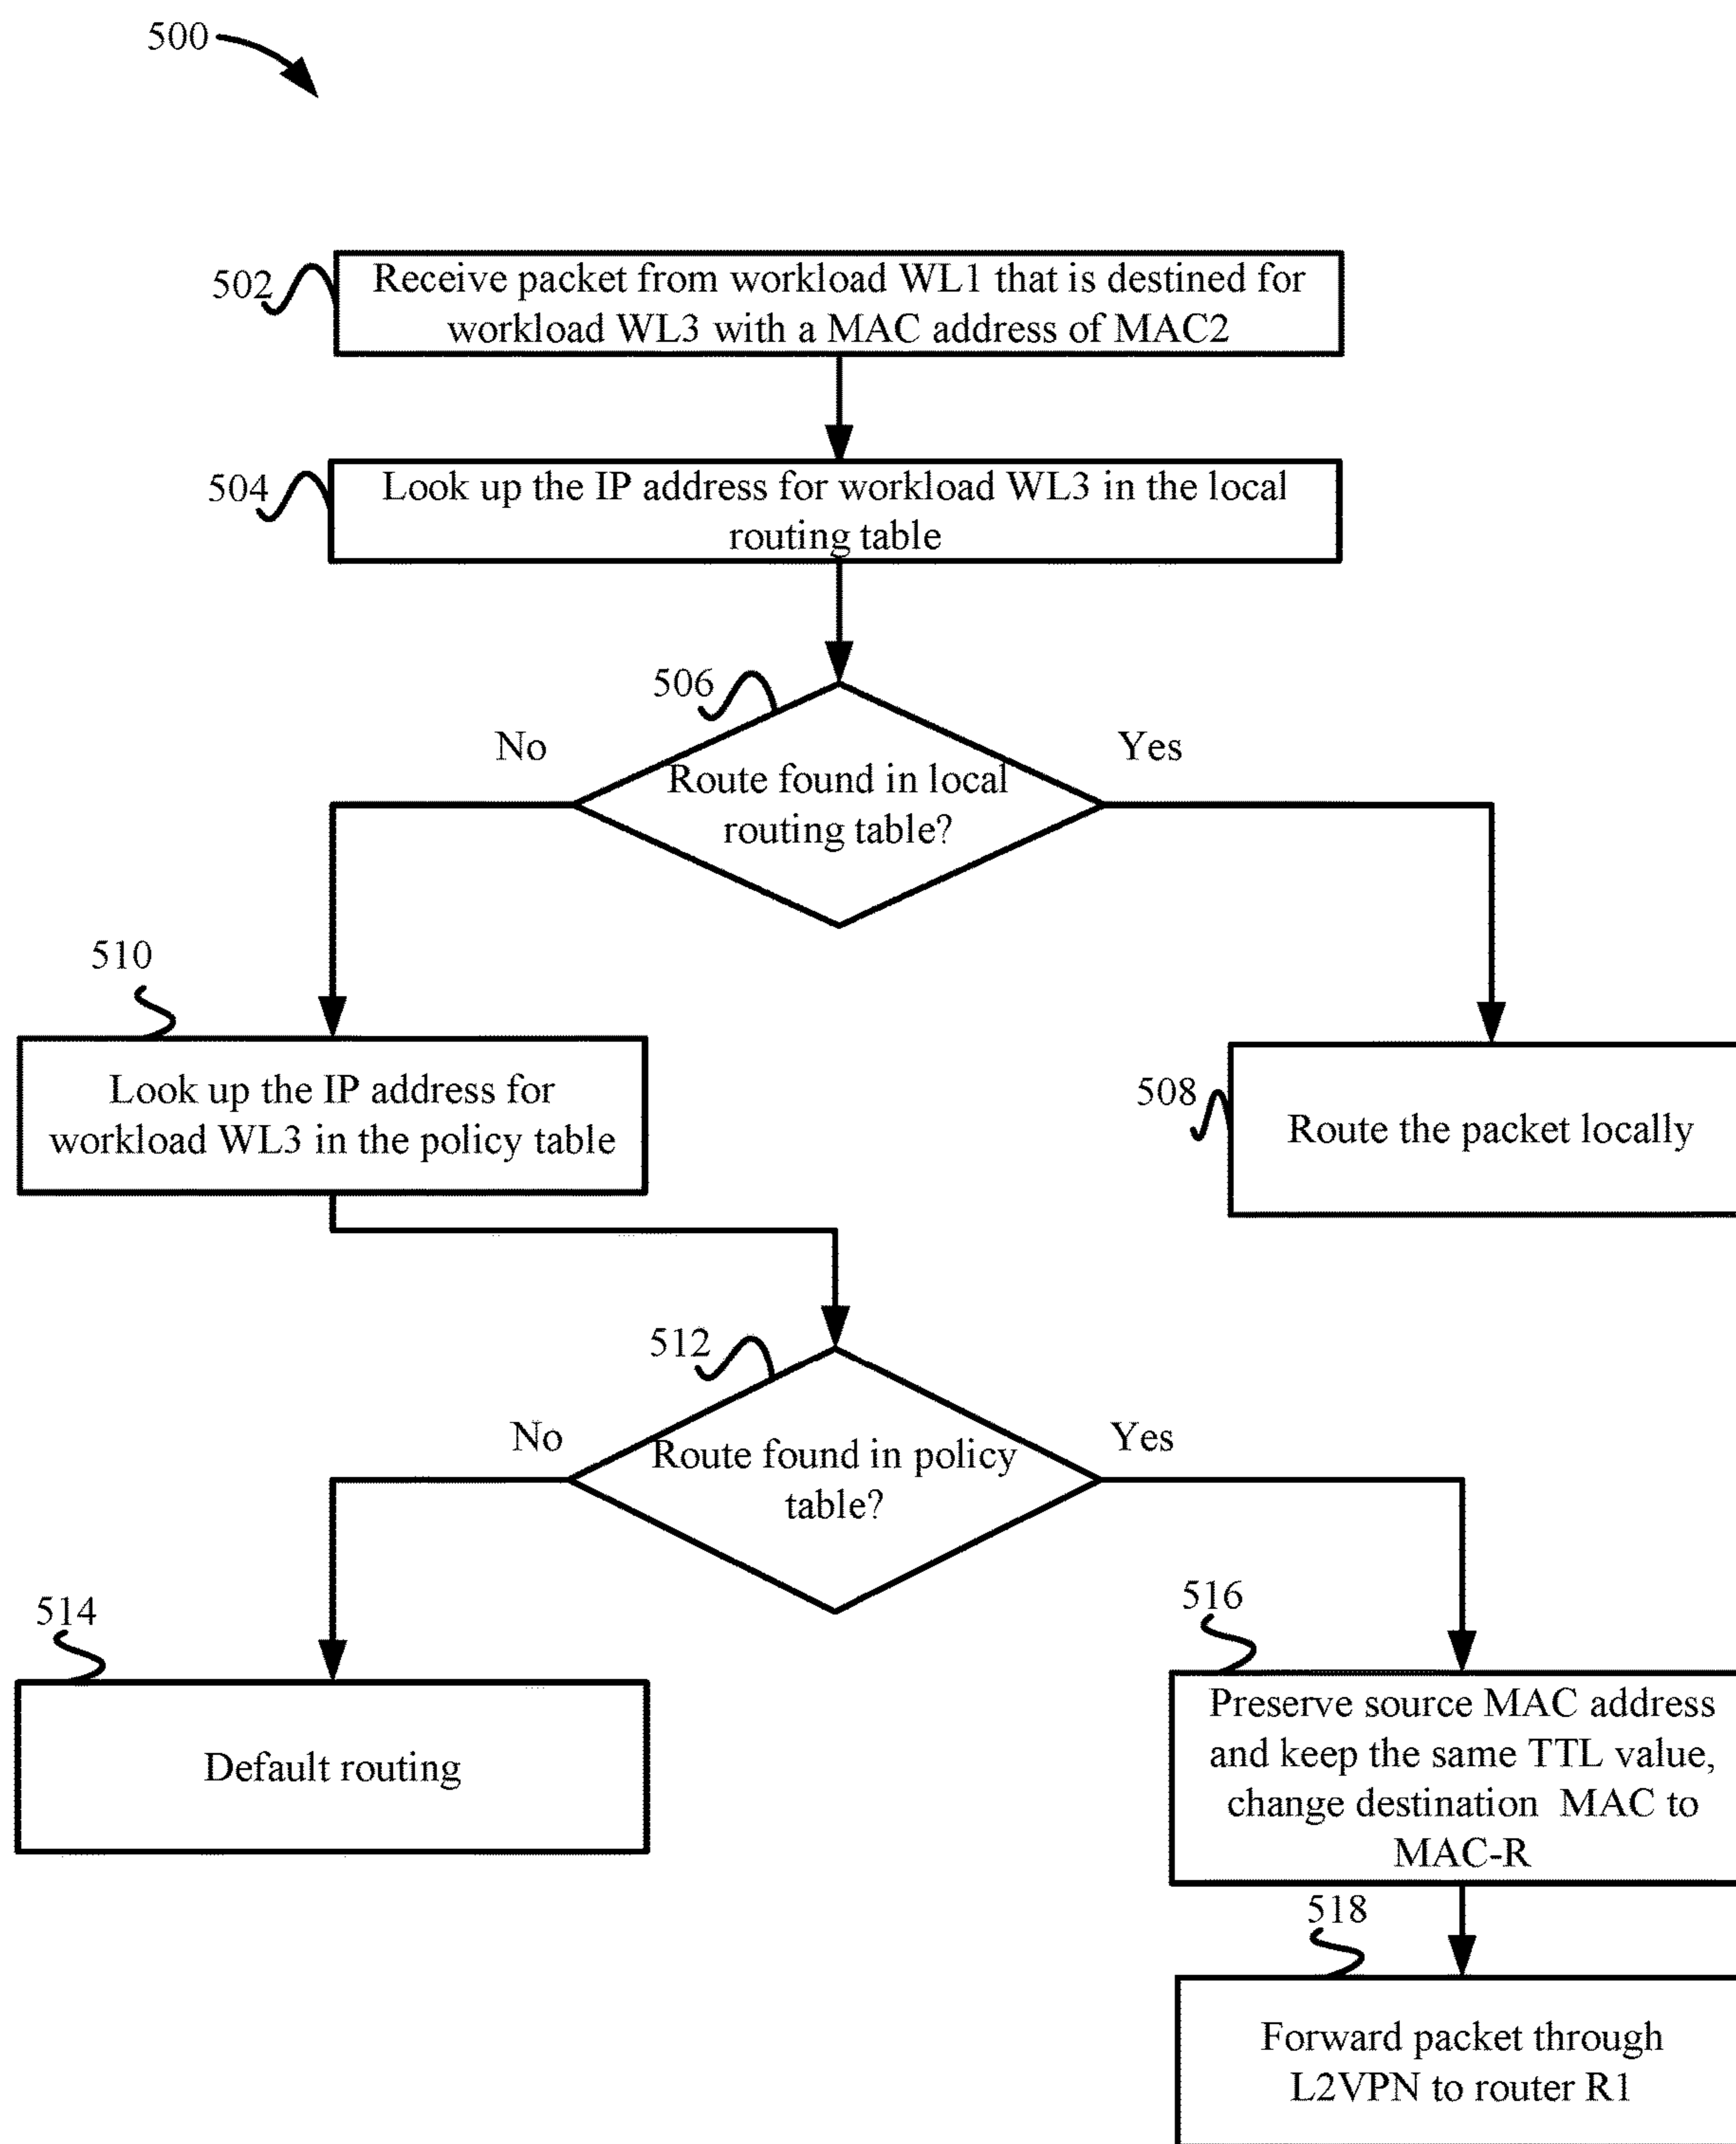 500
502
Receive packet from workload WL1 that is destined for
workload WL3 with a MAC address of MAC2
504
Look up the IP address for workload WL3 in the local
routing table
506
No
Yes
Route found in local
routing table?
510
Look up the IP address for
workload WL3 in the policy table
508
Route the packet locally
512
No
Yes
Route found in policy
table?
514
Default routing
516
Preserve source MAC address
and keep the same TTL value,
change destination MAC to
MAC-R
518
Forward packet through
L2VPN to router R1